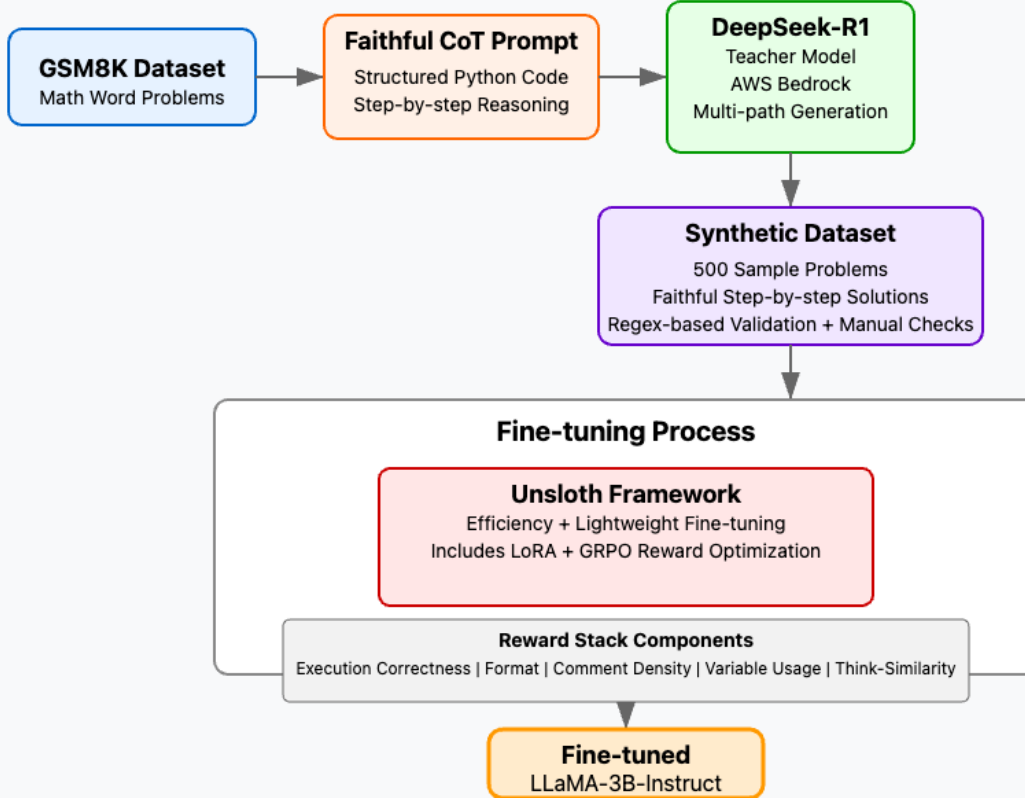 GSM8K Dataset
Math Word Problems
Faithful CoT Prompt
Structured Python Code
Step-by-step Reasoning
DeepSeek-R1
Teacher Model
AWS Bedrock
Multi-path Generation
Synthetic Dataset
500 Sample Problems
Faithful Step-by-step Solutions
Regex-based Validation + Manual Checks
Fine-tuning Process
Unsloth Framework
Efficiency + Lightweight Fine-tuning
Includes LoRA + GRPO Reward Optimization
Reward Stack Components
Execution Correctness | Format | Comment Density | Variable Usage | Think-Similarity
Fine-tuned
LLaMA-3B-Instruct